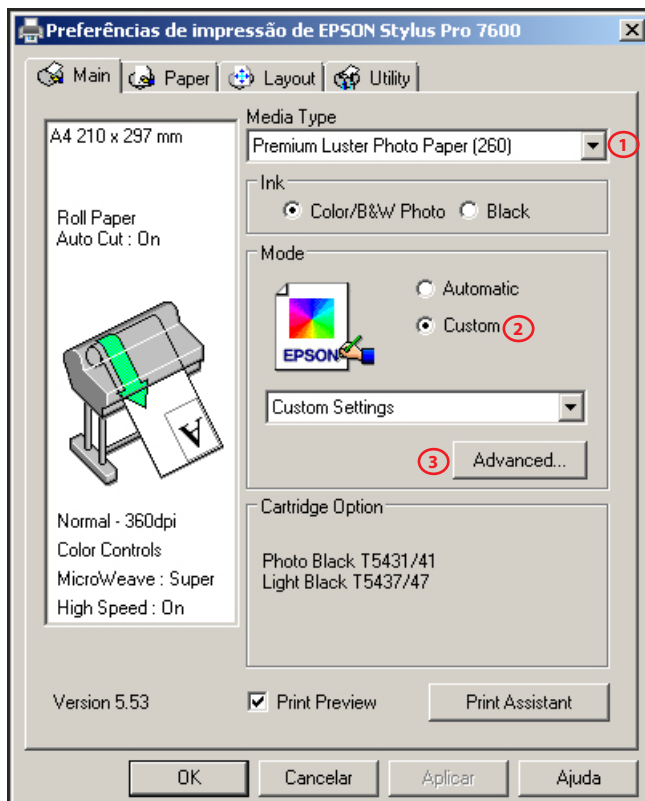 Preferências de impressão de EPSON Stylus Pro 7600
Main Paper Layout Utility
A4 210 x 297 mm
Roll Paper
Auto Cut : On
A
Normal - 360dpi
Color Controls
MicroWeave : Super
High Speed : On
Media Type
Premium Luster Photo Paper (260) 1
Ink
Color/B&W Photo Black
Mode
Automatic
Custom 2
EPSON
Custom Settings
3 Advanced...
Cartridge Option
Photo Black T5431/41
Light Black T5437/47
Version 5.53
Print Preview
Print Assistant
OK Cancelar Aplicar Ajuda